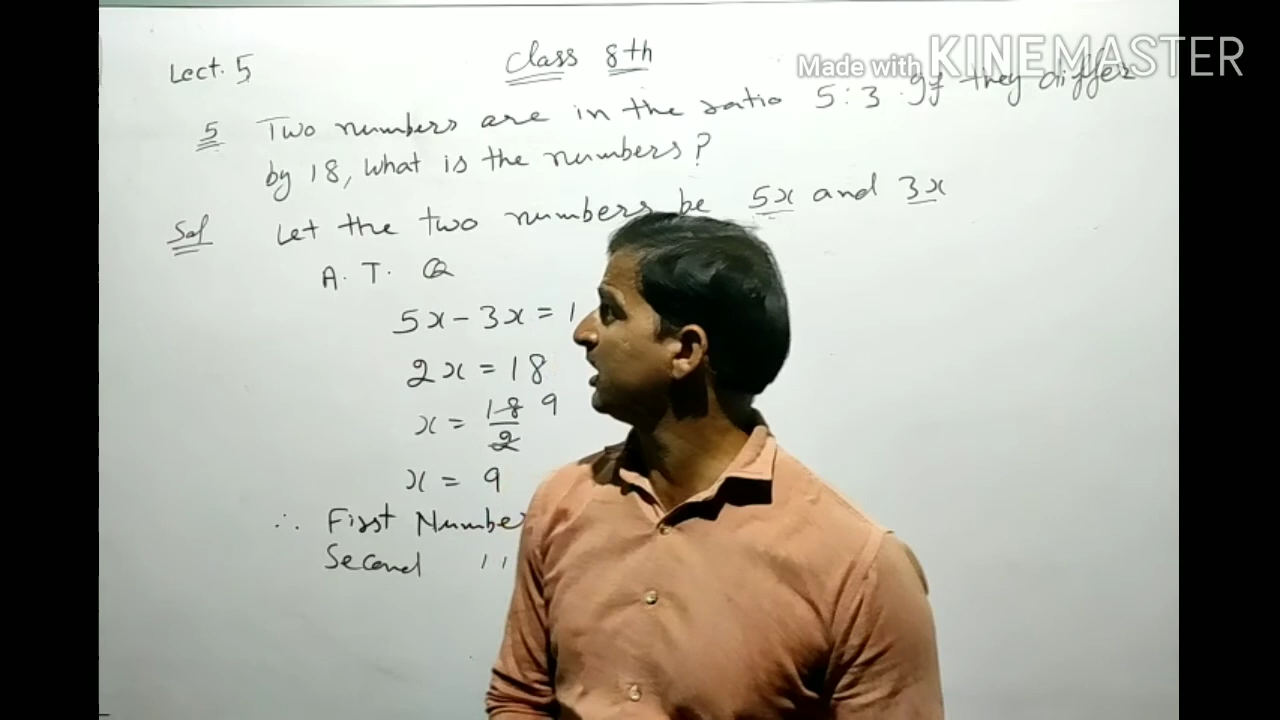 Made with KINEMASTER
Lect. 5
Class 8th
5 Two numbers are in the ratio 5:3. If they differ
by 18, what is the numbers?
Sol Let the two numbers be 5x and 3x
A. T. Q
5x - 3x = 1
2x = 18
x = 18/2 9
x = 9
∴ First Number
Second ''